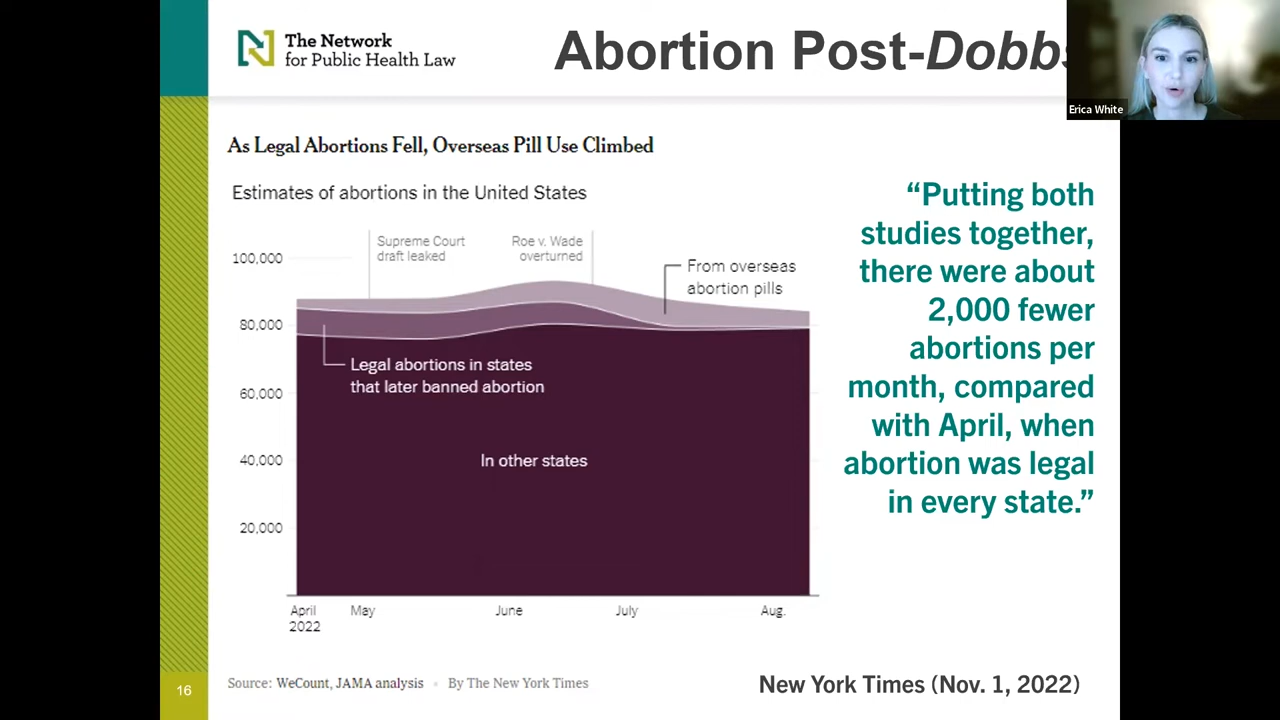 The Network
for Public Health Law
Abortion Post-Dobbs
Erica White
As Legal Abortions Fell, Overseas Pill Use Climbed
Estimates of abortions in the United States
Supreme Court
draft leaked
Roe v. Wade
overturned
From overseas
abortion pills
100,000
80,000
60,000
40,000
20,000
Legal abortions in states
that later banned abortion
In other states
April
2022
May
June
July
Aug.
“Putting both
studies together,
there were about
2,000 fewer
abortions per
month, compared
with April, when
abortion was legal
in every state.”
16
Source: WeCount, JAMA analysis • By The New York Times
New York Times (Nov. 1, 2022)